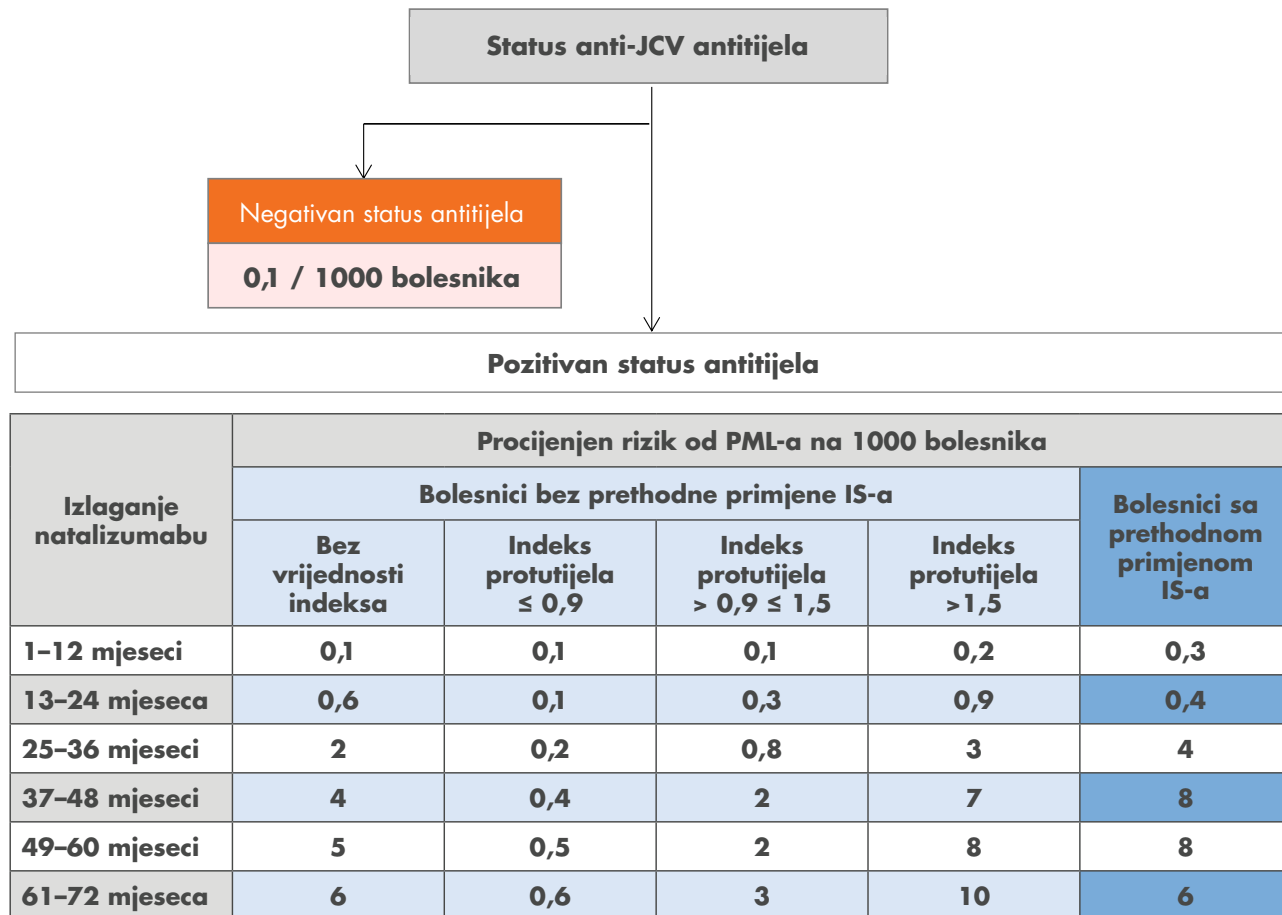 Status anti-JCV antitijela
Negativan status antitijela
0,1 / 1000 bolesnika
Pozitivan status antitijela
Izlaganje
natalizumabu
Procijenjen rizik od PML-a na 1000 bolesnika
Bolesnici bez prethodne primjene IS-a
Bolesnici sa
prethodnom
primjenom
IS-a
Bez
vrijednosti
indeksa
Indeks
protutijela
≤ 0,9
Indeks
protutijela
> 0,9 ≤ 1,5
Indeks
protutijela
>1,5
1–12 mjeseci 0,1 0,1 0,1 0,2 0,3
13–24 mjeseca 0,6 0,1 0,3 0,9 0,4
25–36 mjeseci 2 0,2 0,8 3 4
37–48 mjeseci 4 0,4 2 7 8
49–60 mjeseci 5 0,5 2 8 8
61–72 mjeseca 6 0,6 3 10 6